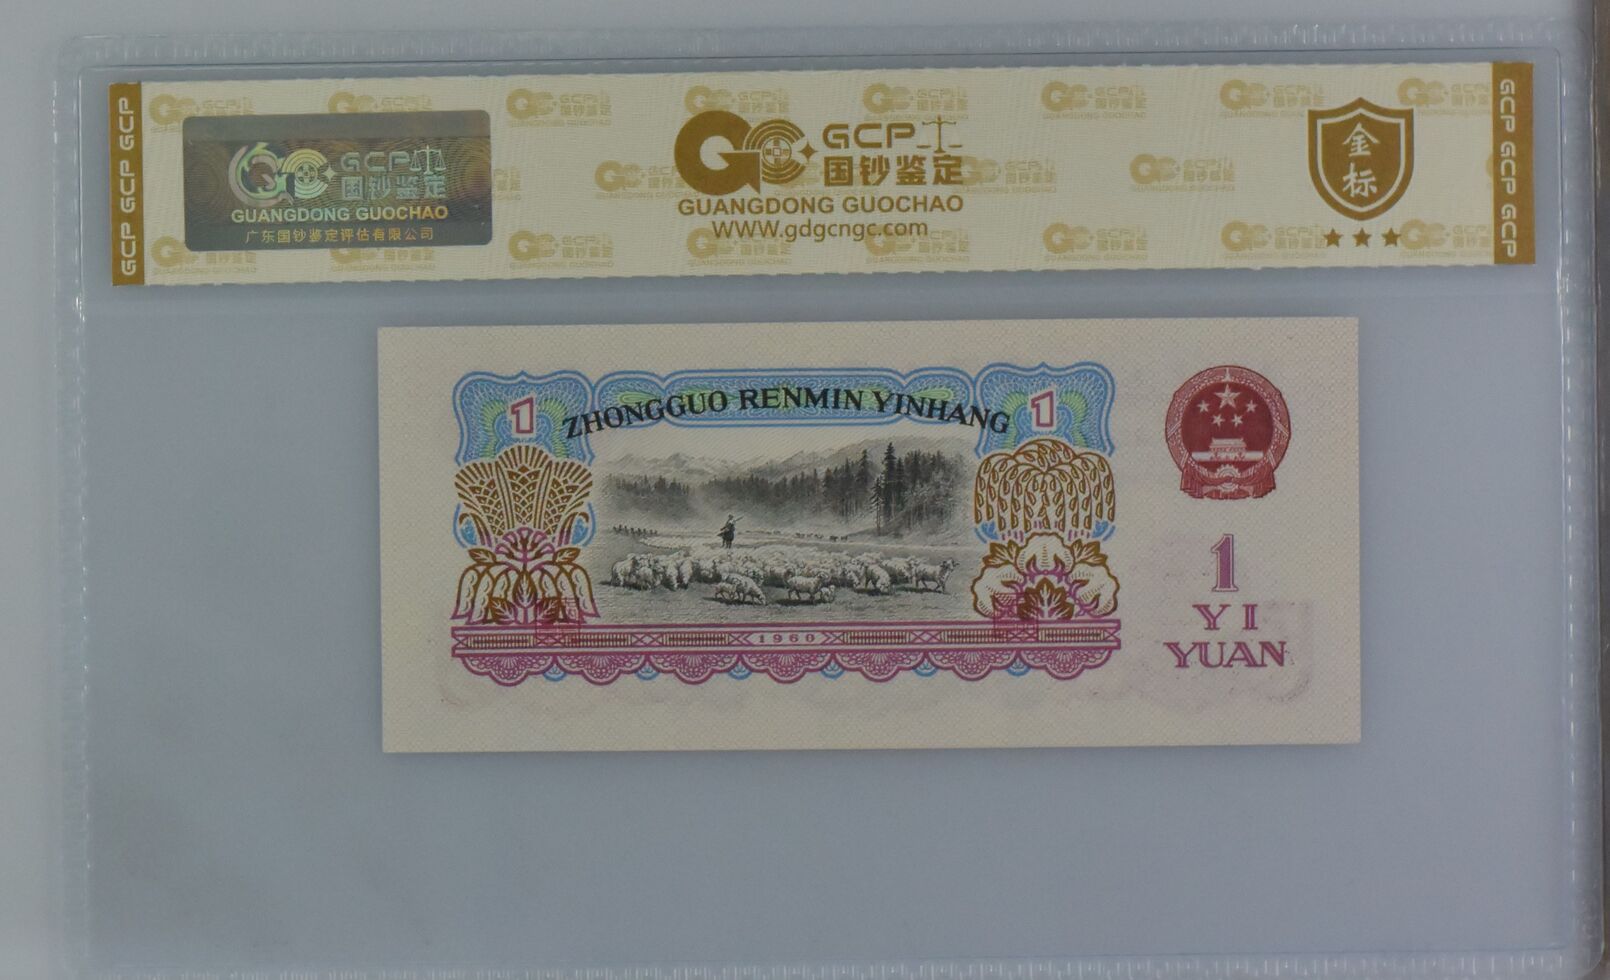 GCP GCP GCP
GCP
国钞鉴定
GUANGDONG GUOCHAO
广东国钞鉴定评估有限公司
GCP
国钞鉴定
GUANGDONG GUOCHAO
WWW.gdgcngc.com
金
标
GCP GCP GCP
ZHONGGUO RENMIN YINHANG
1
1
1960
1
YI
YUAN